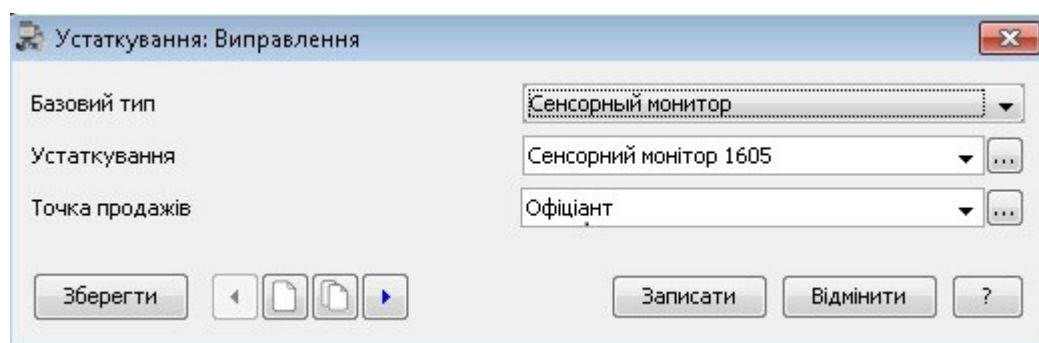 Устаткування: Виправлення
Базовий тип Сенсорный монитор
Устаткування Сенсорний монітор 1605 ...
Точка продажів Офіціант ...
Зберегти Записати Відмінити ?